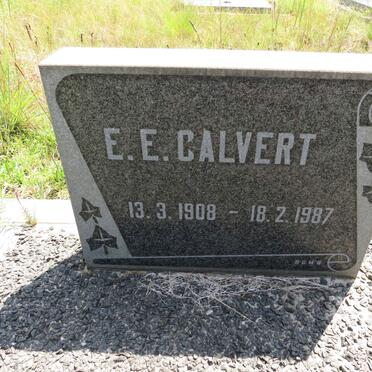 E. E. CALVERT
13. 3. 1908 - 18. 2. 1987